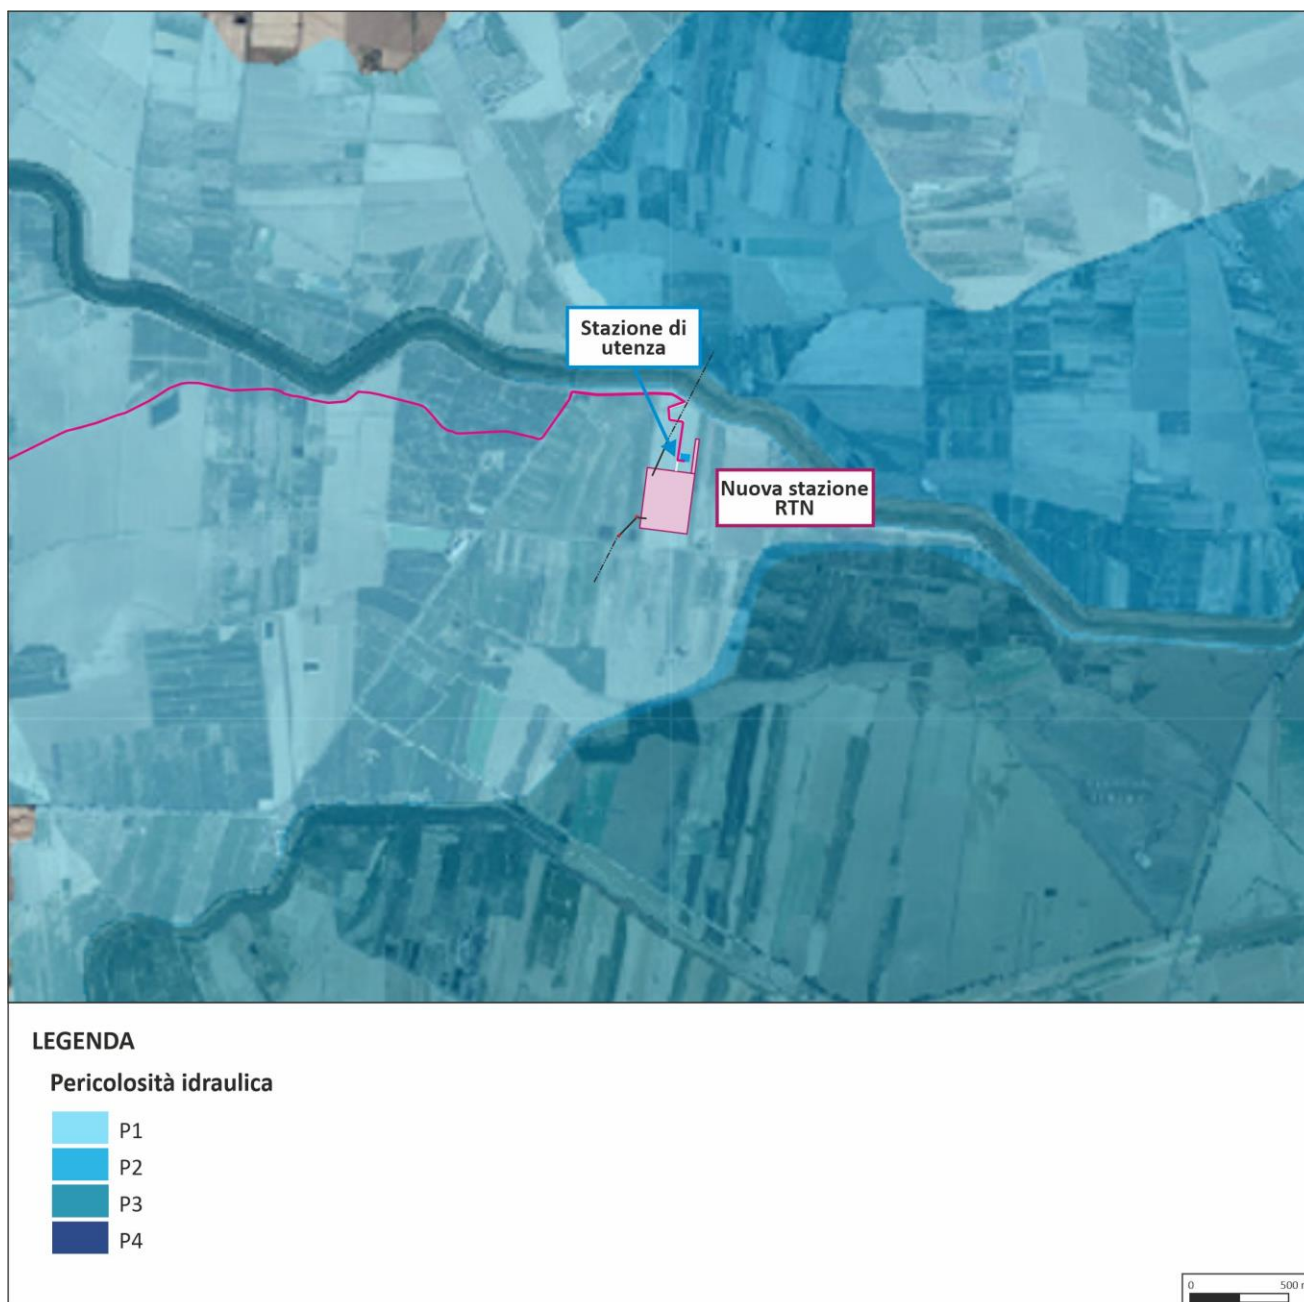 Stazione di
utenza
Nuova stazione
RTN
LEGENDA
Pericolosità idraulica
P1
P2
P3
P4
0 500 m